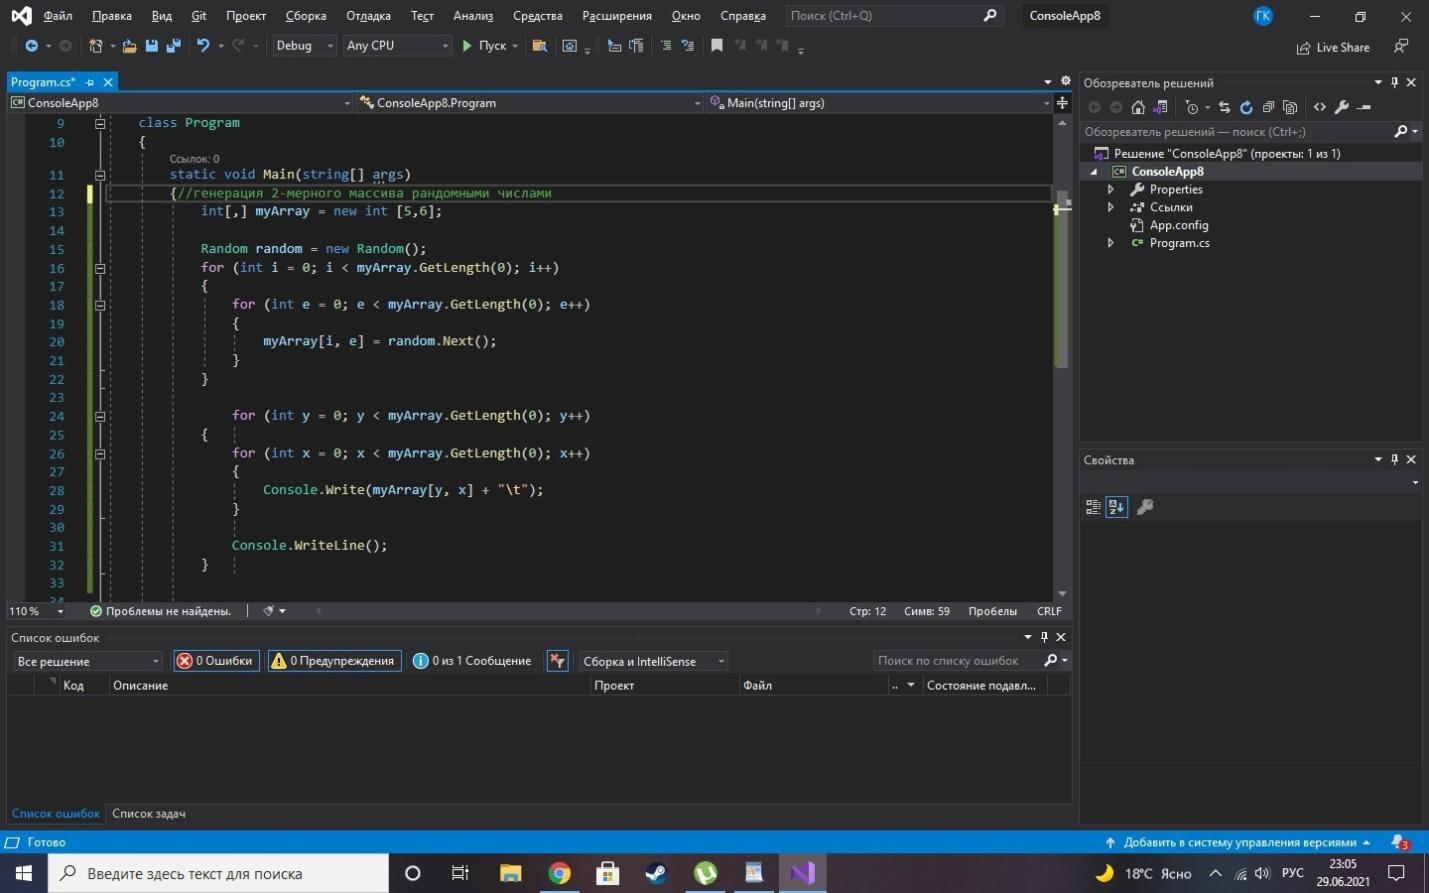 Файл Правка Вид Git Проект Сборка Отладка Тест Анализ Средства Расширения Окно Справка Поиск (Ctrl+Q) ConsoleApp8 ГК
Debug Any CPU Пуск Live Share
Program.cs*
ConsoleApp8 ConsoleApp8.Program Main(string[] args)
9 class Program
10 {
Ссылок: 0
11 static void Main(string[] args)
12 {//генерация 2-мерного массива рандомными числами
13 int[,] myArray = new int [5,6];
14
15 Random random = new Random();
16 for (int i = 0; i < myArray.GetLength(0); i++)
17 {
18 for (int e = 0; e < myArray.GetLength(0); e++)
19 {
20 myArray[i, e] = random.Next();
21 }
22 }
23
24 for (int y = 0; y < myArray.GetLength(0); y++)
25 {
26 for (int x = 0; x < myArray.GetLength(0); x++)
27 {
28 Console.Write(myArray[y, x] + "\t");
29 }
30
31 Console.WriteLine();
32 }
33
34
110 % Проблемы не найдены. Стр: 12 Симв: 59 Пробелы CRLF
Список ошибок
Все решение 0 Ошибки 0 Предупреждения 0 из 1 Сообщение Сборка и IntelliSense Поиск по списку ошибок
Код Описание Проект Файл .. Состояние подавл...
Список ошибок Список задач
Обозреватель решений
Обозреватель решений — поиск (Ctrl+;)
Решение "ConsoleApp8" (проекты: 1 из 1)
ConsoleApp8
Properties
Ссылки
App.config
Program.cs
Свойства
Готово Добавить в систему управления версиями 3
Введите здесь текст для поиска 18°C Ясно РУС 23:05
29.06.2021